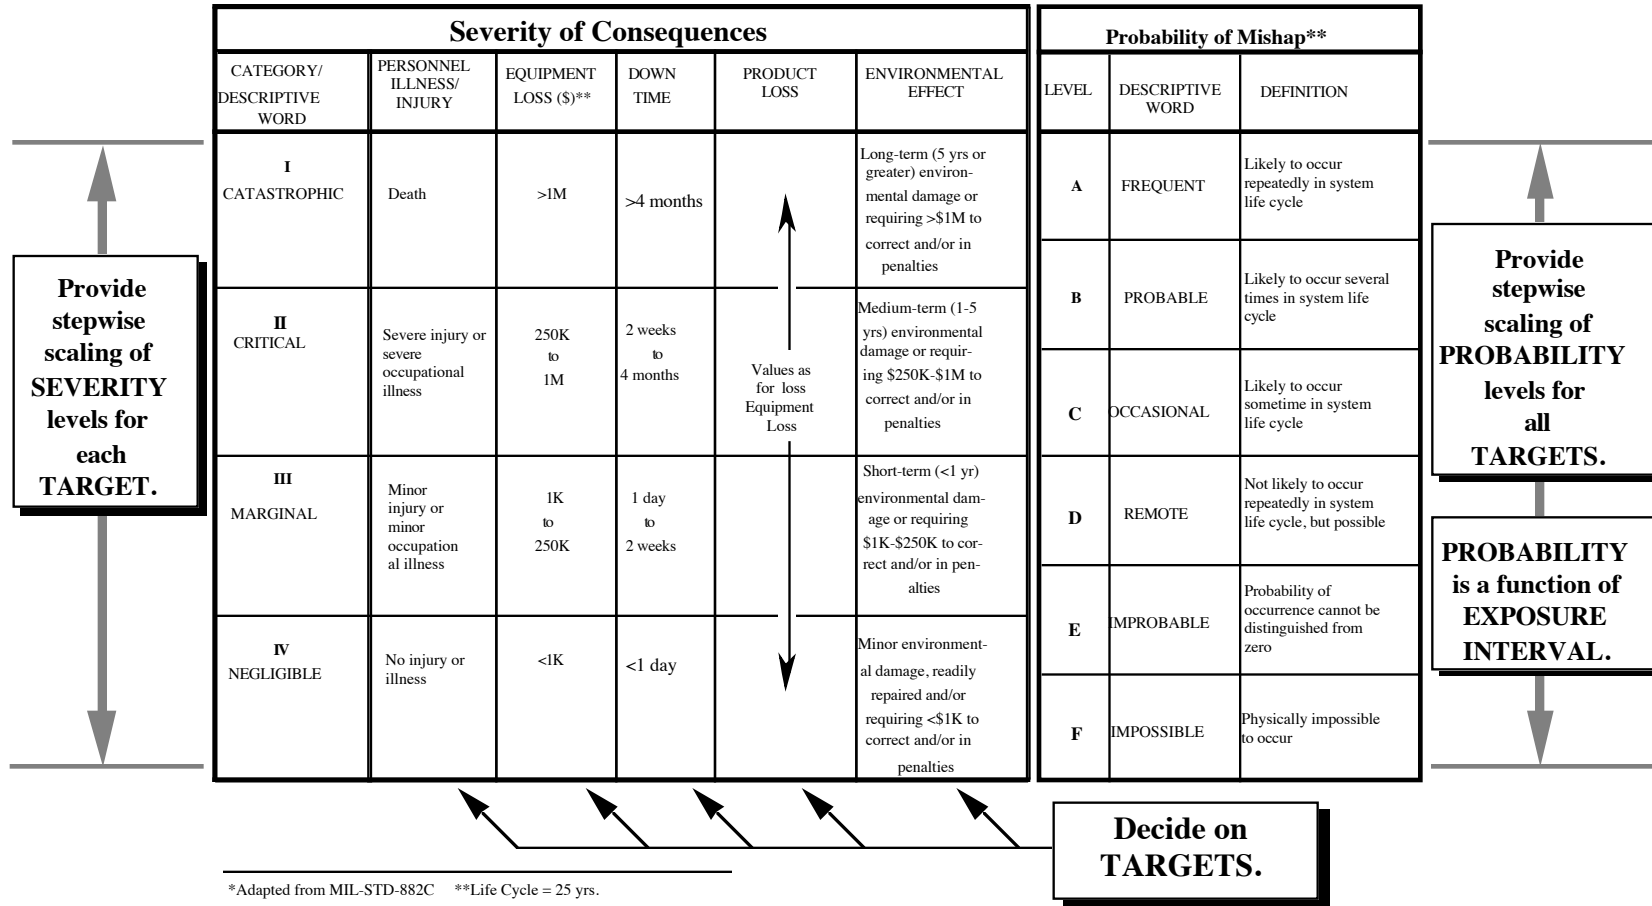 Severity of Consequences
CATEGORY/
DESCRIPTIVE
WORD
PERSONNEL
ILLNESS/
INJURY
EQUIPMENT
LOSS ($)**
DOWN
TIME
PRODUCT
LOSS
ENVIRONMENTAL
EFFECT
I
CATASTROPHIC
Death
>1M
>4 months
Long-term (5 yrs or
greater) environ-
mental damage or
requiring >$1M to
correct and/or in
penalties
II
CRITICAL
Severe injury or
severe
occupational
illness
250K
to
1M
2 weeks
to
4 months
Values as
for loss
Equipment
Loss
Medium-term (1-5
yrs) environmental
damage or requir-
ing $250K-$1M to
correct and/or in
penalties
III
MARGINAL
Minor
injury or
minor
occupation
al illness
1K
to
250K
1 day
to
2 weeks
Short-term (<1 yr)
environmental dam-
age or requiring
$1K-$250K to cor-
rect and/or in pen-
alties
IV
NEGLIGIBLE
No injury or
illness
<1K
<1 day
Minor environment-
al damage, readily
repaired and/or
requiring <$1K to
correct and/or in
penalties
Probability of Mishap**
LEVEL
DESCRIPTIVE
WORD
DEFINITION
A
FREQUENT
Likely to occur
repeatedly in system
life cycle
B
PROBABLE
Likely to occur several
times in system life
cycle
C
OCCASIONAL
Likely to occur
sometime in system
life cycle
D
REMOTE
Not likely to occur
repeatedly in system
life cycle, but possible
E
IMPROBABLE
Probability of
occurrence cannot be
distinguished from
zero
F
IMPOSSIBLE
Physically impossible
to occur
Provide
stepwise
scaling of
SEVERITY
levels for
each
TARGET.
Provide
stepwise
scaling of
PROBABILITY
levels for
all
TARGETS.
PROBABILITY
is a function of
EXPOSURE
INTERVAL.
Decide on
TARGETS.
*Adapted from MIL-STD-882C **Life Cycle = 25 yrs.